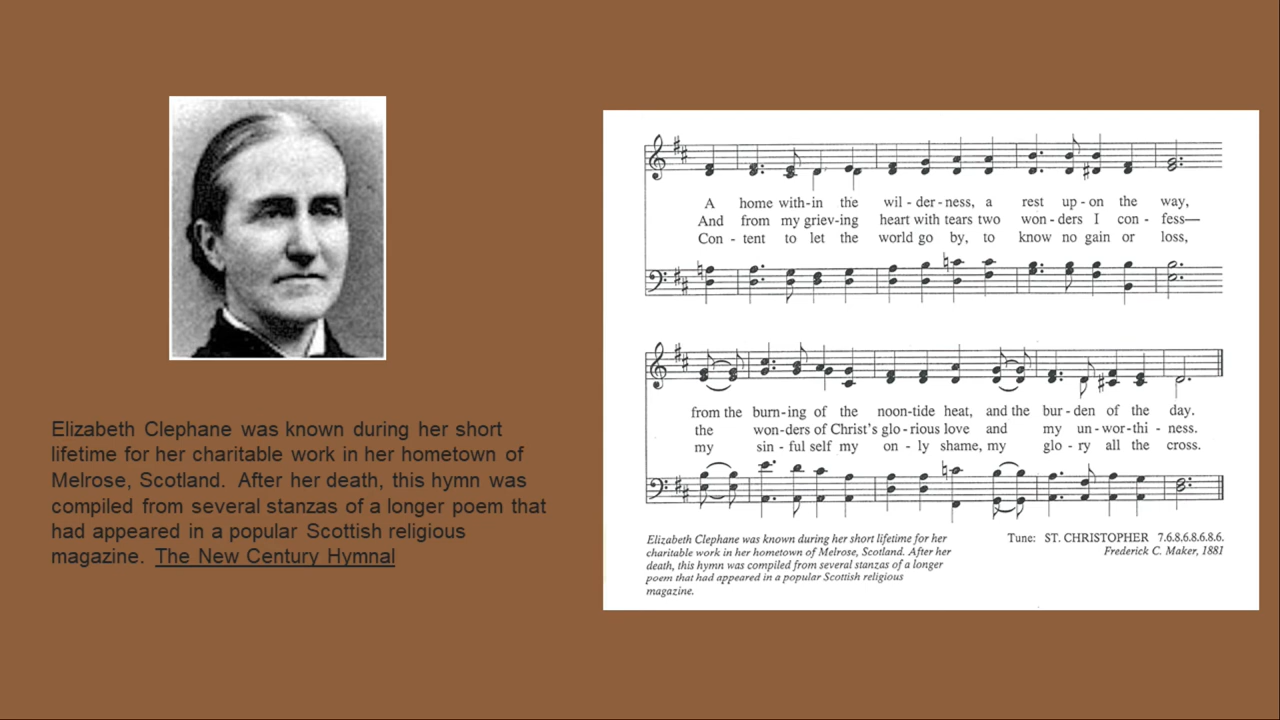 Elizabeth Clephane was known during her short
lifetime for her charitable work in her hometown of
Melrose, Scotland. After her death, this hymn was
compiled from several stanzas of a longer poem that
had appeared in a popular Scottish religious
magazine. The New Century Hymnal
A home with-in the wil-der-ness, a rest up-on the way,
And from my griev-ing heart with tears two won-ders I con-fess—
Con-tent to let the world go by, to know no gain or loss,
from the burn-ing of the noon-tide heat, and the bur-den of the day.
the won-ders of Christ's glo-rious love and my un-wor-thi-ness.
my sin-ful self my on-ly shame, my glo-ry all the cross.
Elizabeth Clephane was known during her short lifetime for her
charitable work in her hometown of Melrose, Scotland. After her
death, this hymn was compiled from several stanzas of a longer
poem that had appeared in a popular Scottish religious
magazine.
Tune: ST. CHRISTOPHER 7.6.8.6.8.6.8.6.
Frederick C. Maker, 1881